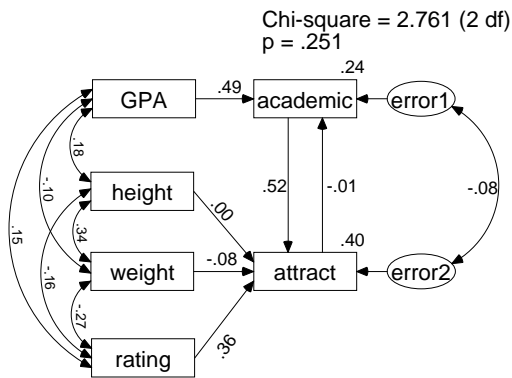 Chi-square = 2.761 (2 df)
p = .251
.24
GPA
.49
academic
error1
.18
-.10
.15
height
.00
.52
-.01
-.08
.34
.40
weight
-.08
attract
error2
-.16
-.27
rating
.36